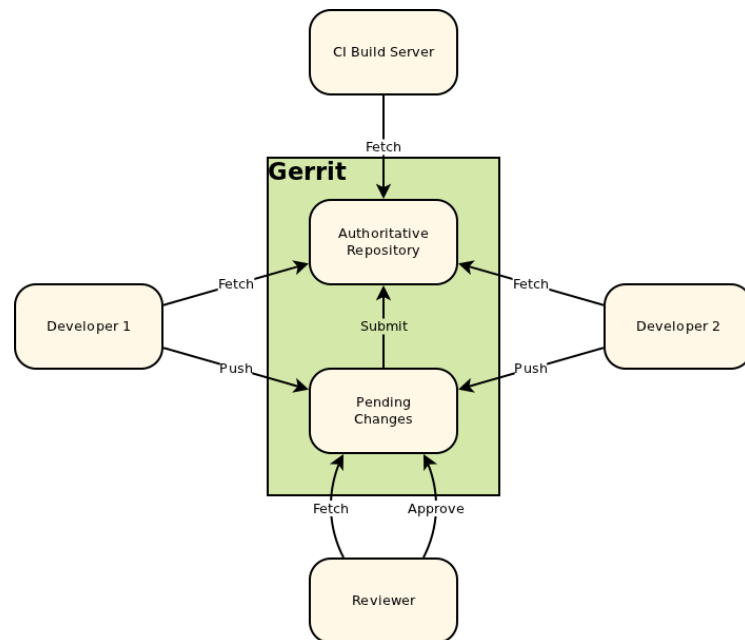 CI Build Server
Fetch
Gerrit
Authoritative
Repository
Fetch
Fetch
Developer 1
Submit
Developer 2
Push
Push
Pending
Changes
Fetch
Approve
Reviewer